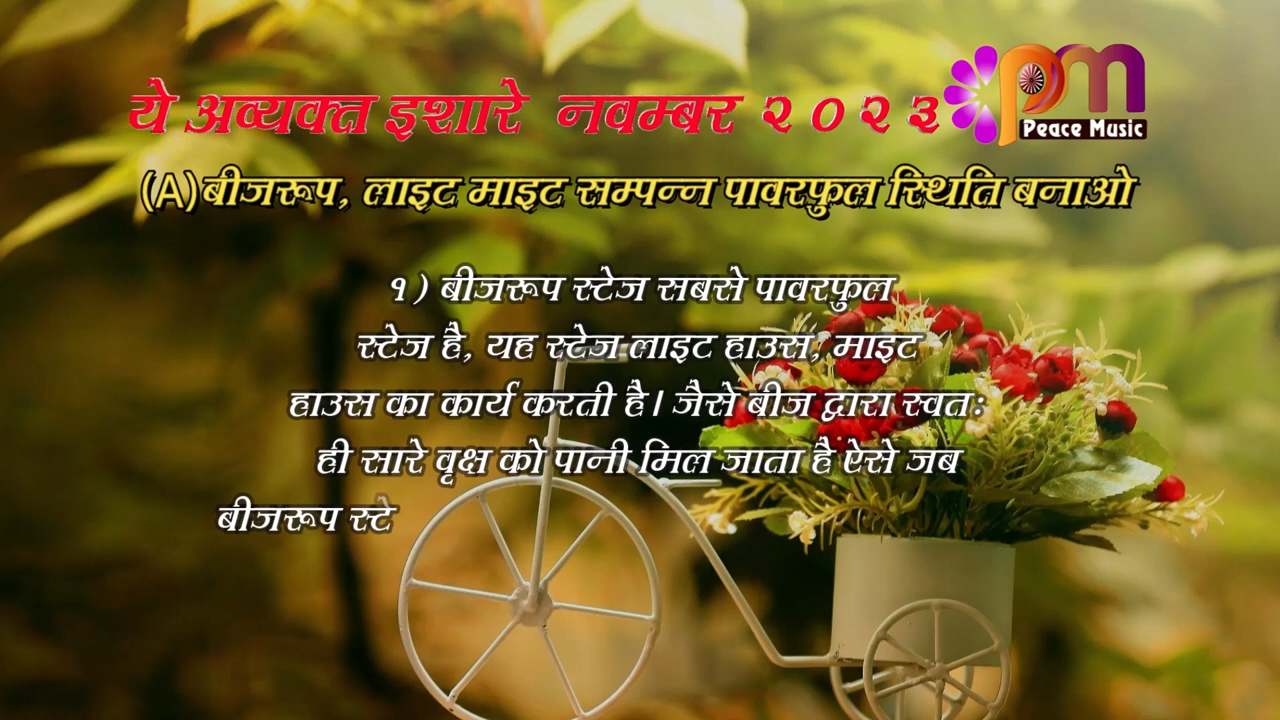 ये अव्यक्त इशारे नवम्बर २०२३
pm
Peace Music
(A) बीजरूप, लाइट माइट सम्पन्न पावरफुल स्थिति बनाओ
१) बीजरूप स्टेज सबसे पावरफुल
स्टेज है, यह स्टेज लाइट हाउस, माइट
हाउस का कार्य करती है। जैसे बीज द्वारा स्वत:
ही सारे वृक्ष को पानी मिल जाता है ऐसे जब
बीजरूप स्टे